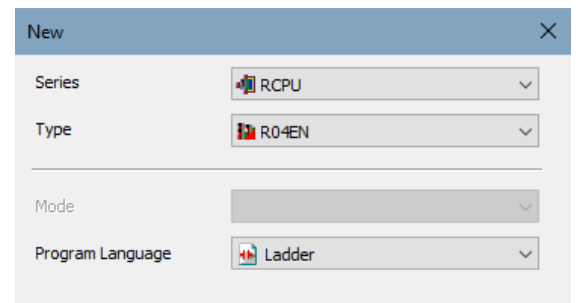 New
Series RCPU
Type R04EN
Mode
Program Language Ladder